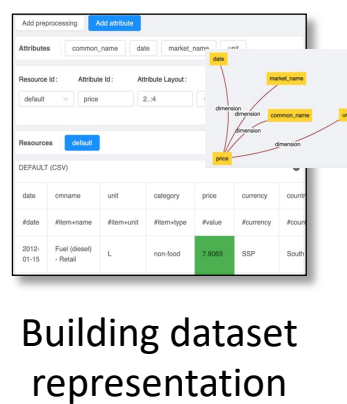 Add preprocessing Add attribute
Attributes common_name date market_name unit
date
market_name
Resource Id: Attribute Id: Attribute Layout:
default price 2..:4
dimension dimension common_name
dimension
dimension
Resources default
price
DEFAULT (CSV)
date cmname unit category price currency countr
#date #item+name #item+unit #item+type #value #currency #coun
2012-01-15 Fuel (diesel) - Retail L non-food 7.9063 SSP South
Building dataset
representation